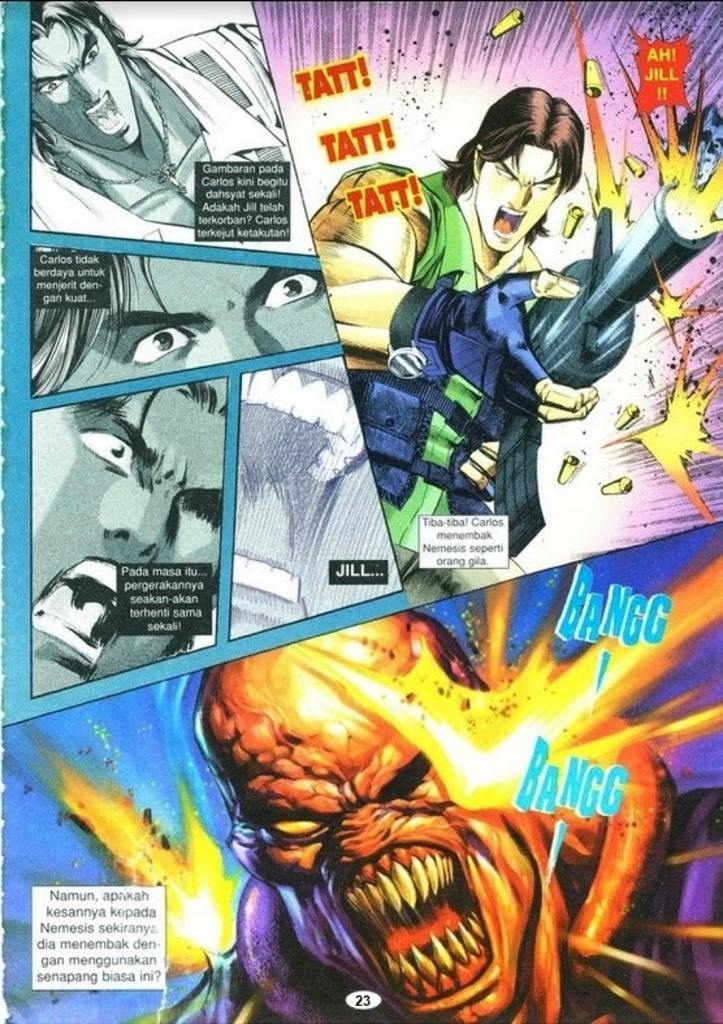 Gambaran pada
Carlos kini begitu
dahsyat sekali!
Adakah Jill telah
terkorban? Carlos
terkejut ketakutan!
Carlos tidak
berdaya untuk
menjerit den-
gan kuat...
Pada masa itu...
pergerakannya
seakan-akan
terhenti sama
sekali!
JILL...
TATT!
TATT!
TATT!
AH!
JILL
!!
Tiba-tiba! Carlos
menembak
Nemesis seperti
orang gila.
BANGG
!
BANGG
!
Namun, apakah
kesannya kepada
Nemesis sekiranya
dia menembak den-
gan menggunakan
senapang biasa ini?
23